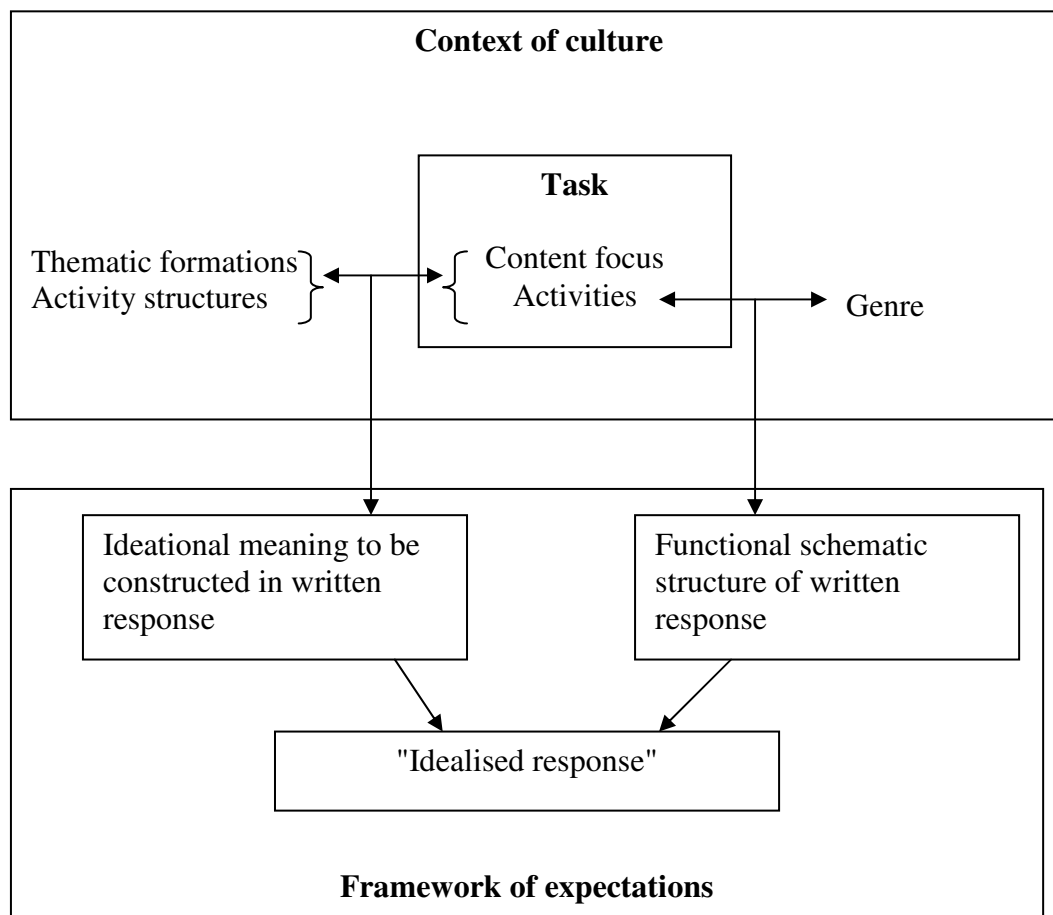 Context of culture
Task
Thematic formations
Activity structures
Content focus
Activities
Genre
Ideational meaning to be
constructed in written
response
Functional schematic
structure of written
response
"Idealised response"
Framework of expectations